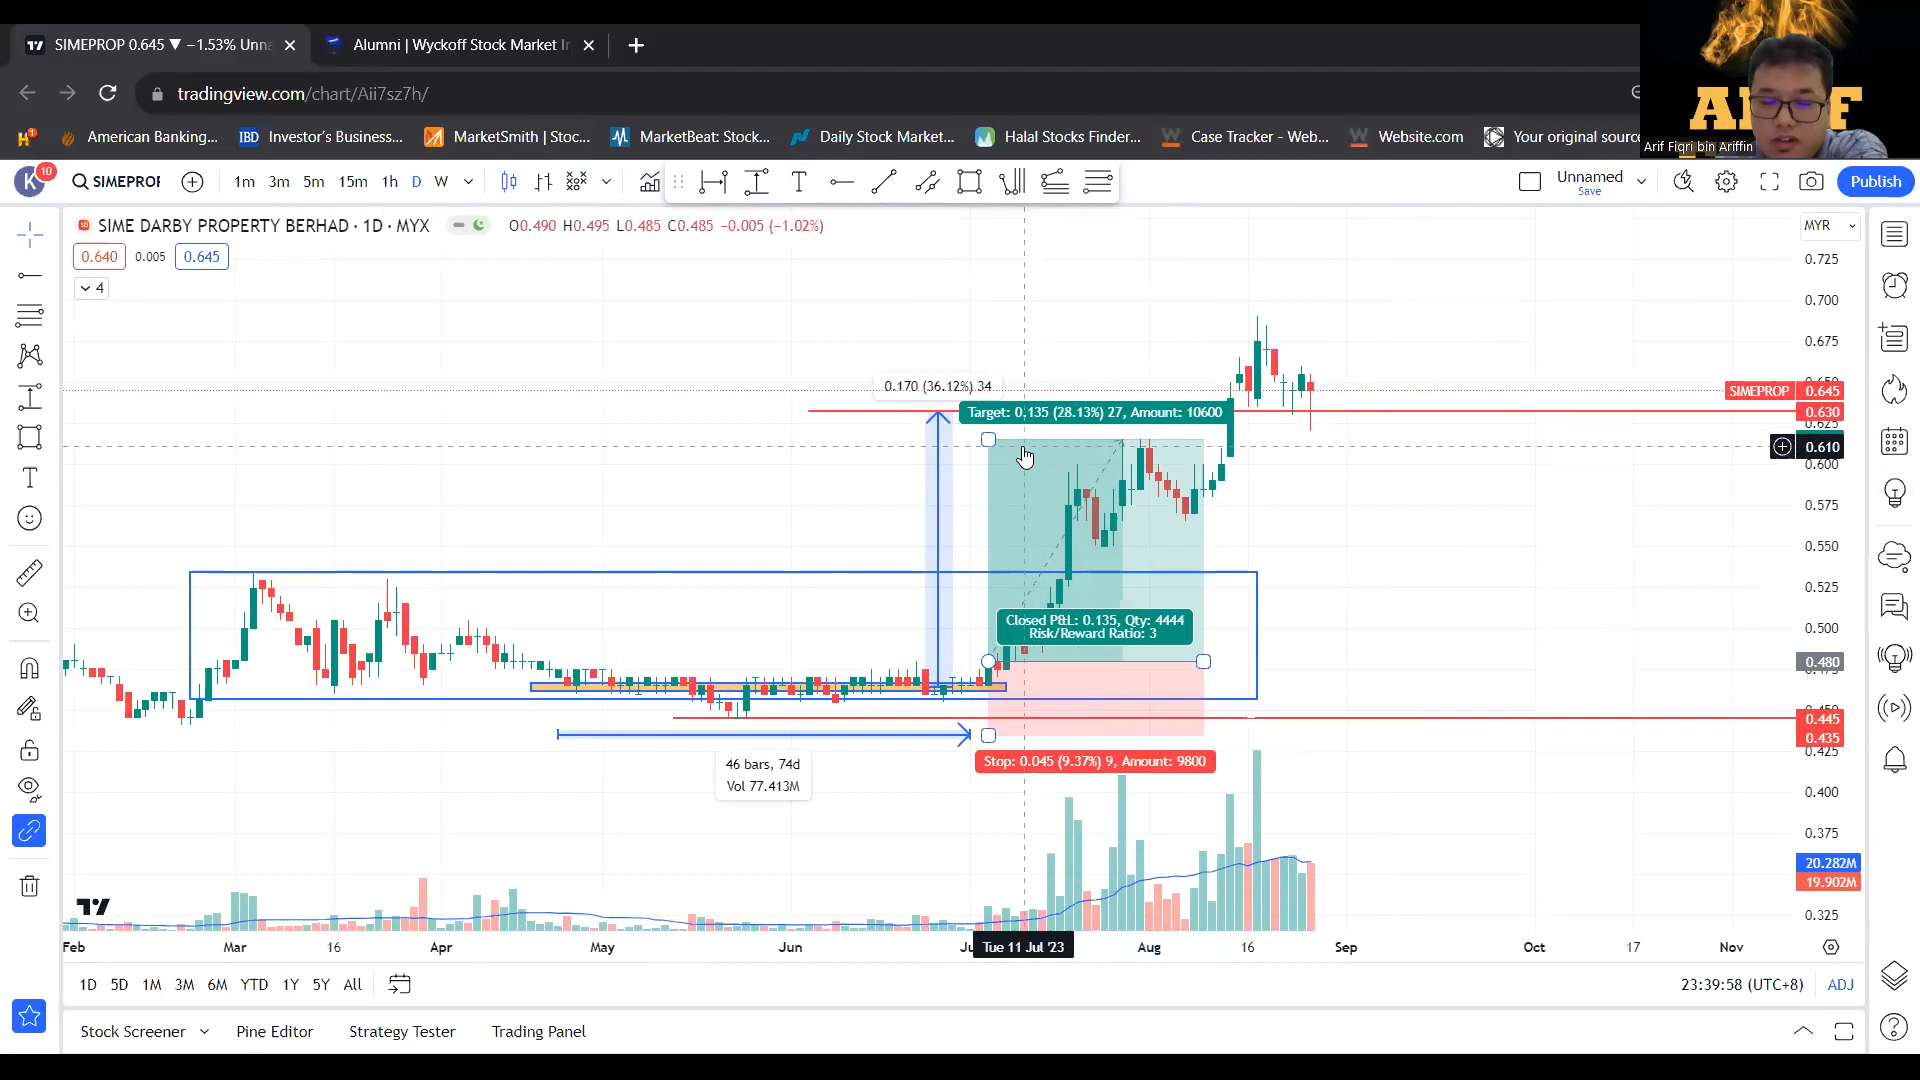 SIMEPROP 0.645 ▼ −1.53% Unna
Alumni | Wyckoff Stock Market In
tradingview.com/chart/Aii7sz7h/
American Banking...
IBD Investor's Business...
MarketSmith | Stoc...
MarketBeat: Stock...
Daily Stock Market...
Halal Stocks Finder...
Case Tracker - Web...
Website.com
Your original source
Arif Fiqri bin Ariffin
K 10
SIMEPROP
1m 3m 5m 15m 1h D W
Unnamed
Save
Publish
SIME DARBY PROPERTY BERHAD · 1D · MYX
O0.490 H0.495 L0.485 C0.485 −0.005 (−1.02%)
MYR
0.640 0.005 0.645
4
0.725
0.700
0.675
0.170 (36.12%) 34
SIMEPROP 0.645
Target: 0.135 (28.13%) 27, Amount: 10600
0.630
0.610
0.600
0.575
0.550
0.525
Closed P&L: 0.135, Qty: 4444
Risk/Reward Ratio: 3
0.500
0.480
0.445
0.435
0.425
Stop: 0.045 (9.37%) 9, Amount: 9800
46 bars, 74d
Vol 77.413M
0.400
0.375
20.282M
19.902M
0.325
Feb Mar 16 Apr May Jun Tue 11 Jul '23 Aug 16 Sep Oct 17 Nov
1D 5D 1M 3M 6M YTD 1Y 5Y All
23:39:58 (UTC+8) ADJ
Stock Screener Pine Editor Strategy Tester Trading Panel